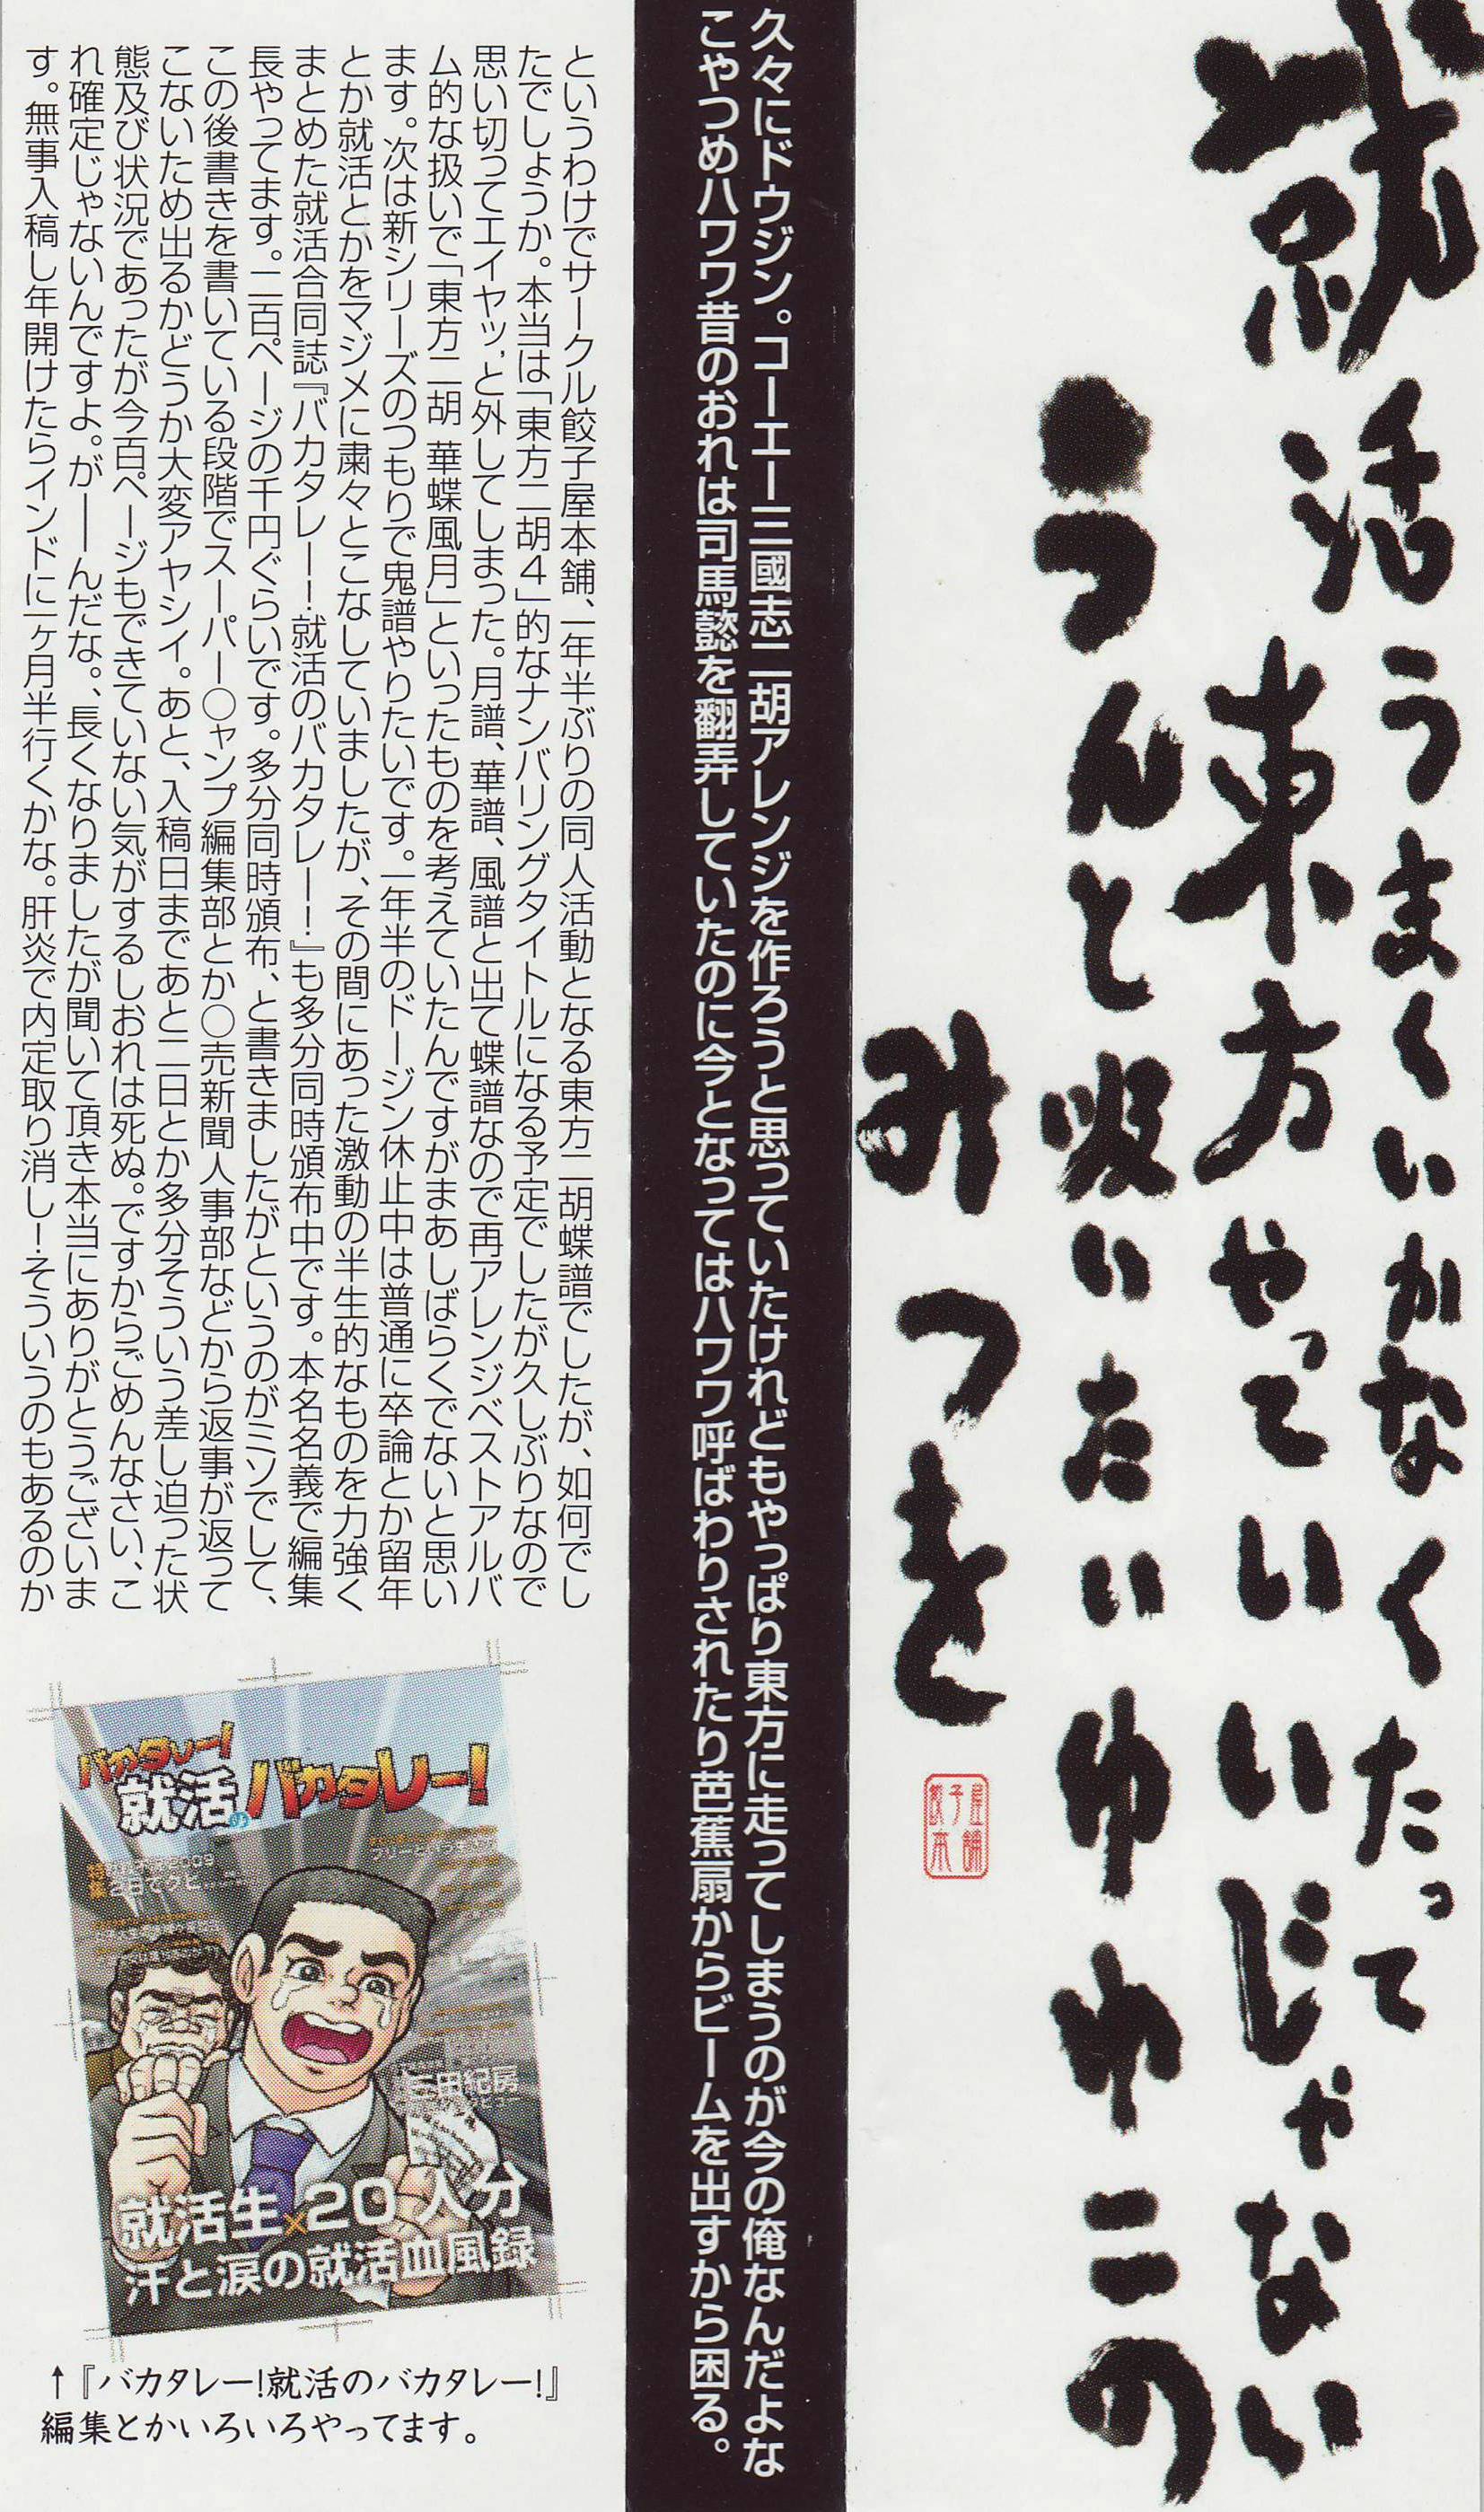 就活うまくいかなくたって
東方やっていいじゃない
うんと吸いたいゆゆこの
みつを
餃子屋
本舗
久々にドウジン。コーエー三國志二胡アレンジを作ろうと思っていたけれどもやっぱり東方に走ってしまうのが今の俺なんだよな
こやつめハワワ昔のおれは司馬懿を翻弄していたのに今となってはハワワ呼ばわりされたり芭蕉扇からビームを出すから困る。
というわけでサークル餃子屋本舗、一年半ぶりの同人活動となる東方二胡蝶譜でしたが、如何でし
たでしょうか。本当は「東方二胡4」的なナンバリングタイトルになる予定でしたが久しぶりなので
思い切ってエイヤッ、と外してしまった。月譜、華譜、風譜と出て蝶譜なので再アレンジベストアルバ
ム的な扱いで「東方二胡 華蝶風月」といったものを考えていたんですがまあしばらくでないと思い
ます。次は新シリーズのつもりで鬼譜やりたいです。一年半のドージン休止中は普通に卒論とか留年
とか就活とかをマジメに粛々とこなしていましたが、その間にあった激動の半生的なものを力強く
まとめた就活合同誌『バカタレー!就活のバカタレー!』も多分同時頒布中です。本名名義で編集
長やってます。二百ページの千円ぐらいです。多分同時頒布、と書きましたがというのがミソでして、
この後書きを書いている段階でスーパー○ャンプ編集部とか○売新聞人事部などから返事が返って
こないため出るかどうか大変アヤシイ。あと、入稿日まであと二日とか多分そういう差し迫った状
態及び状況であったが今百ページもできていない気がするしおれは死ぬ。ですからごめんなさい、こ
れ確定じゃないんですよ。が――んだな。、長くなりましたが聞いて頂き本当にありがとうございま
す。無事入稿し年開けたらインドに一ヶ月半行くかな。肝炎で内定取り消し!そういうのもあるのか
バカタレー!
就活のバカタレー!
特集
2日でクビ
就活生×20人分
汗と涙の就活血風録
↑『バカタレー!就活のバカタレー!』
編集とかいろいろやってます。